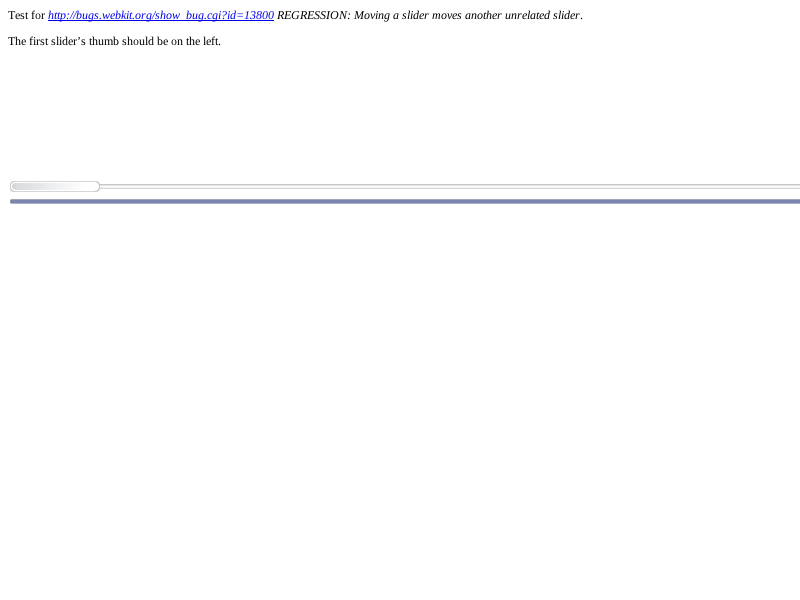 Test for http://bugs.webkit.org/show_bug.cgi?id=13800 REGRESSION: Moving a slider moves another unrelated slider.
The first slider’s thumb should be on the left.